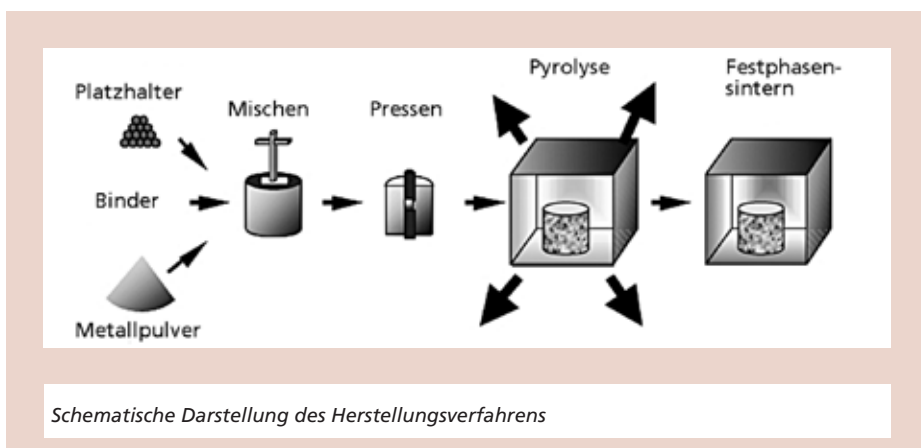 Platzhalter
Binder
Metallpulver
Mischen
Pressen
Pyrolyse
Festphasen-
sintern
Schematische Darstellung des Herstellungsverfahrens